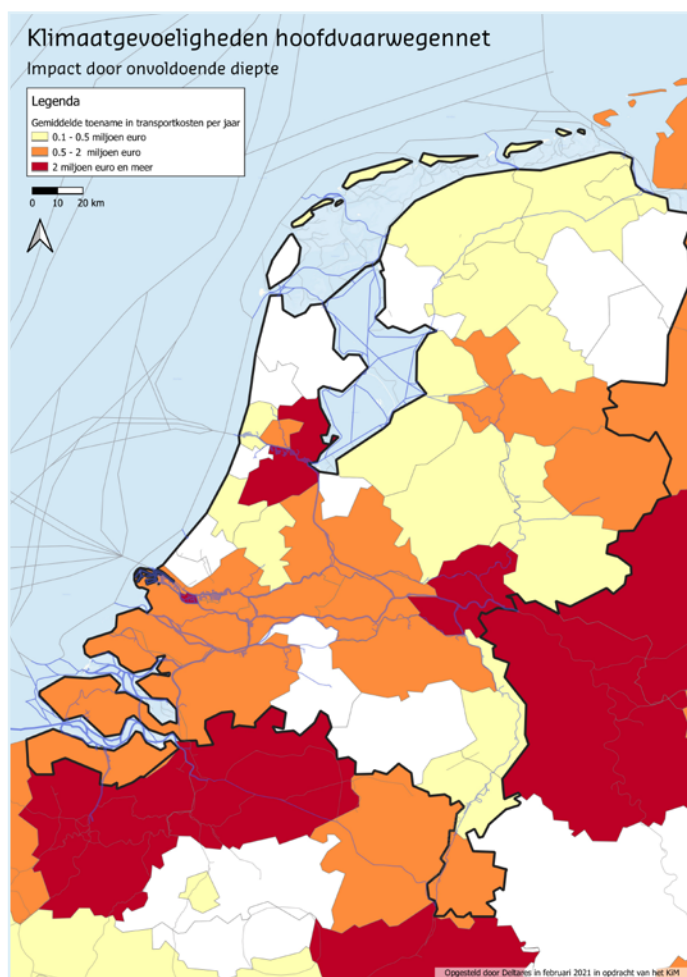 Klimaatgevoeligheden hoofdvaarwegennet
Impact door onvoldoende diepte
Legenda
Gemiddelde toename in transportkosten per jaar
0.1 - 0.5 miljoen euro
0.5 - 2 miljoen euro
2 miljoen euro en meer
0 10 20 km
Opgesteld door Deltares in februari 2021 in opdracht van het KiM